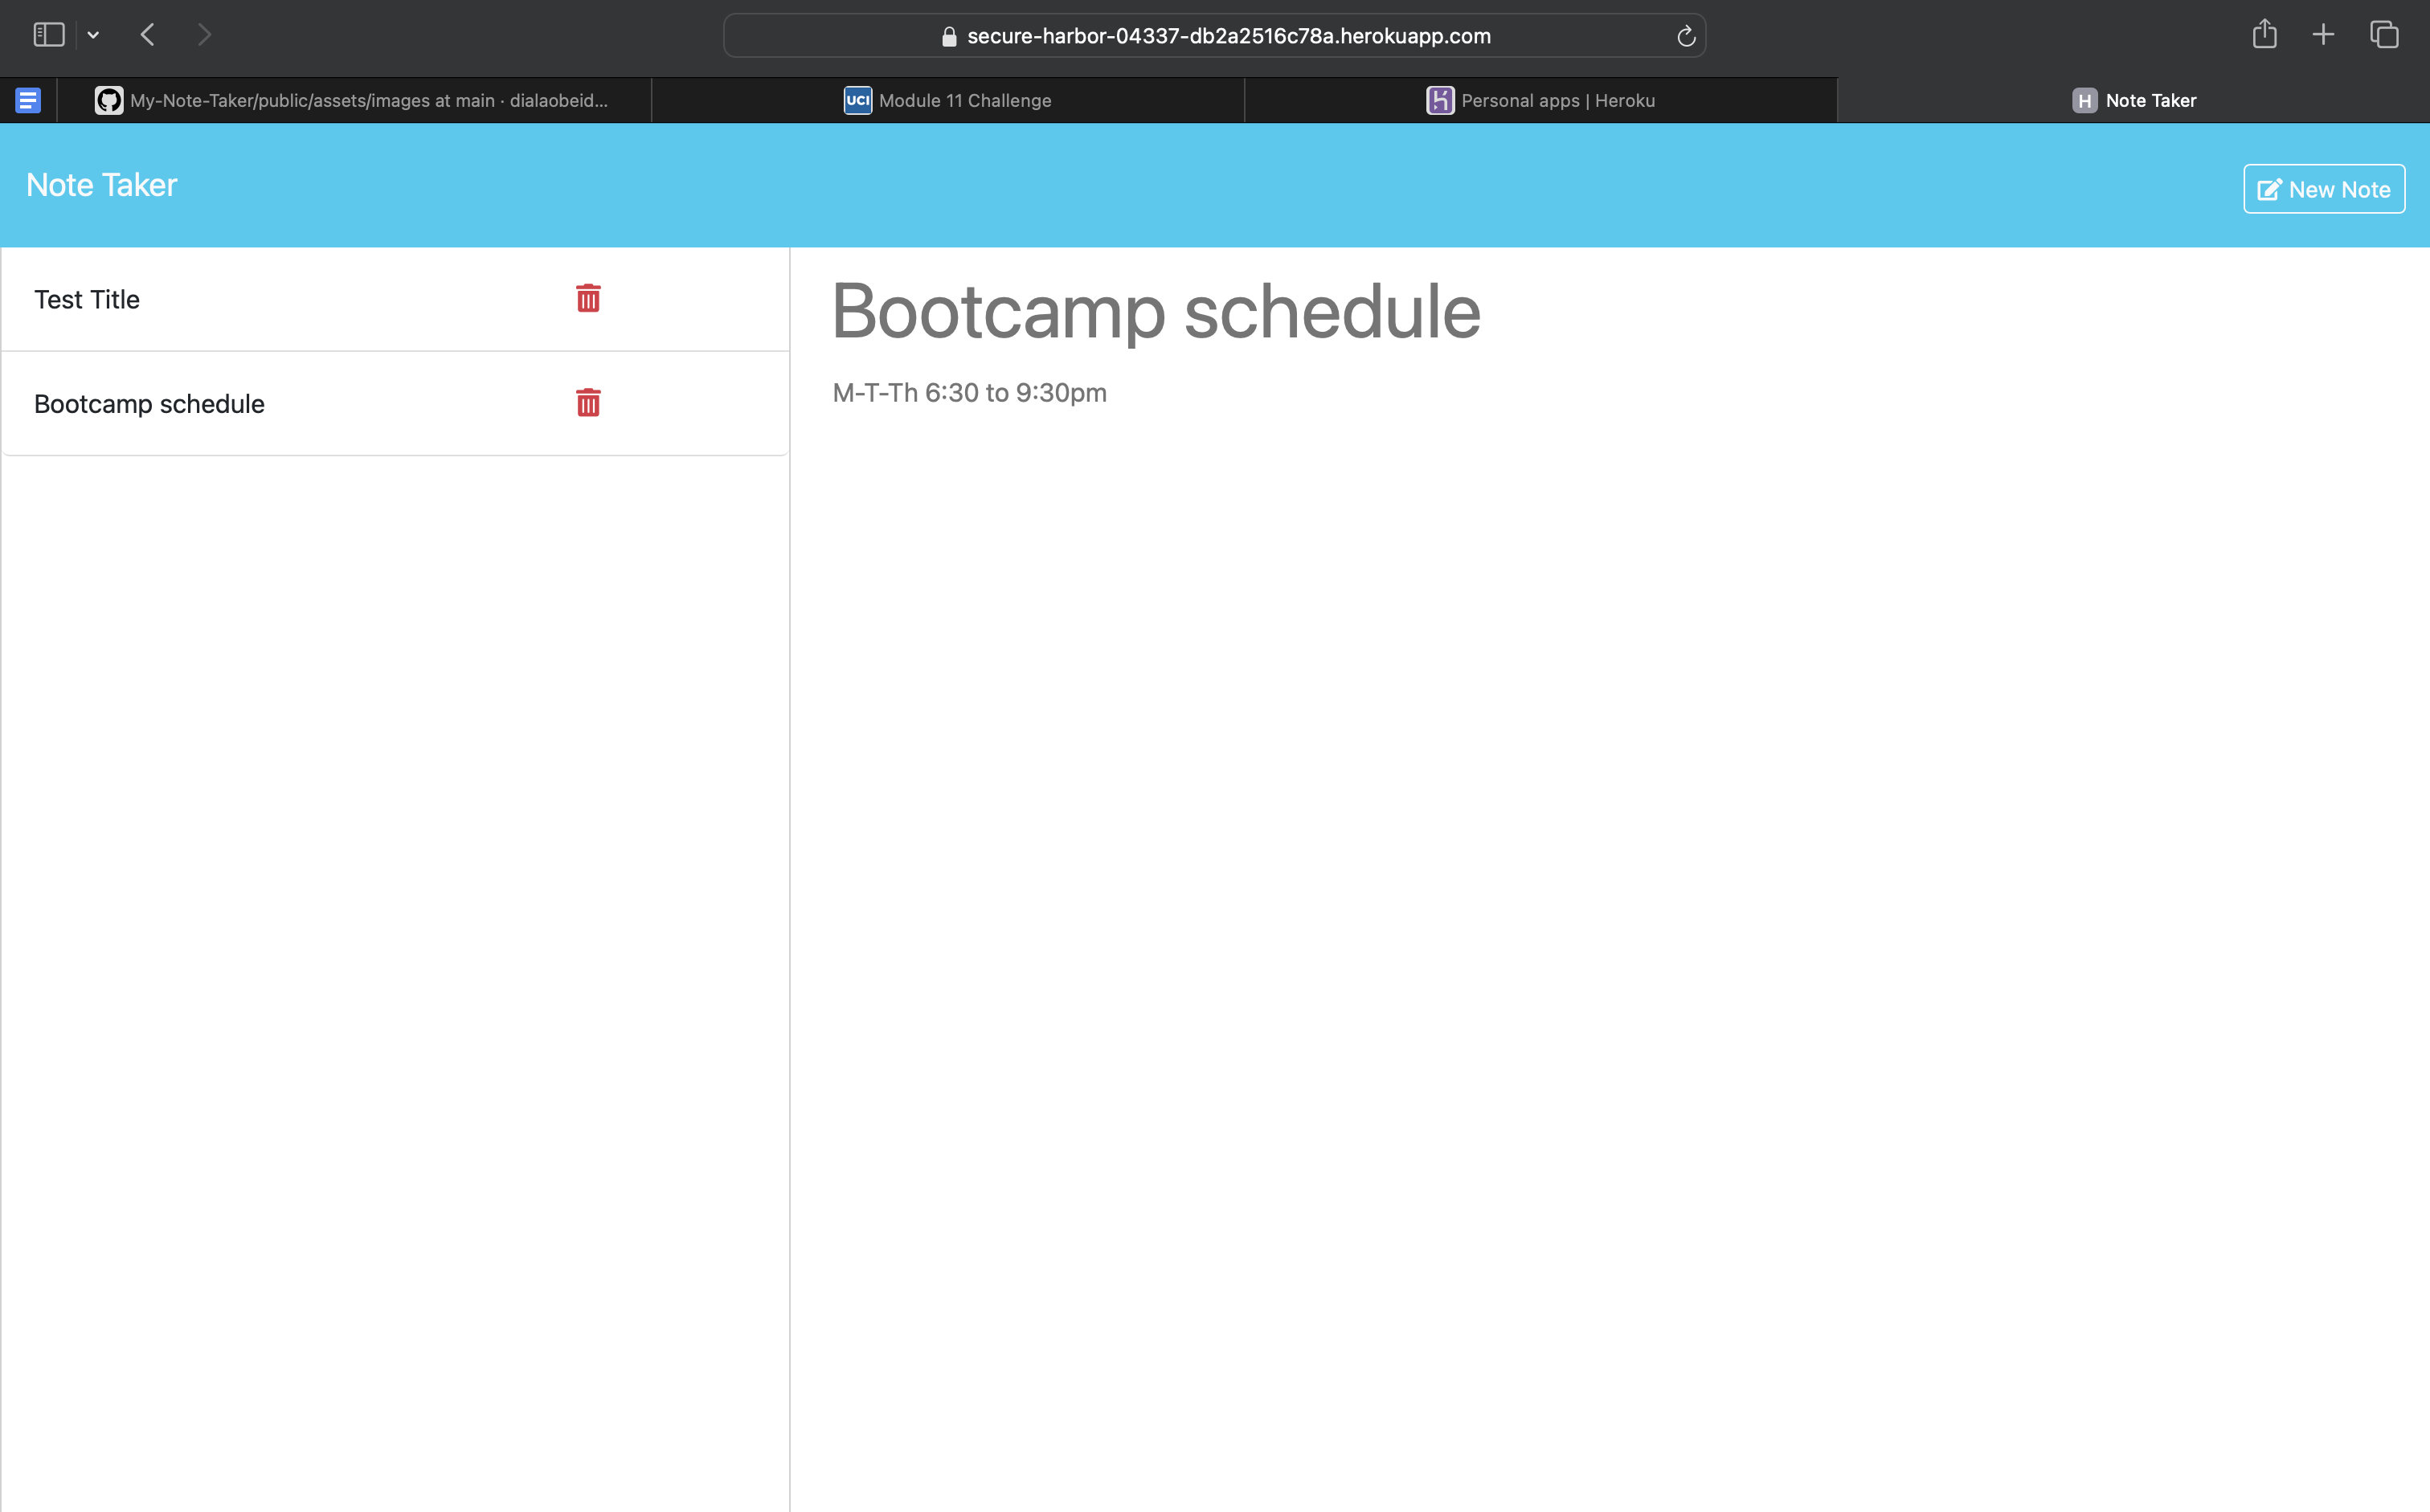 secure-harbor-04337-db2a2516c78a.herokuapp.com
My-Note-Taker/public/assets/images at main · dialaobeid...
UCI Module 11 Challenge
Personal apps | Heroku
H Note Taker
Note Taker
New Note
Test Title
Bootcamp schedule
Bootcamp schedule
M-T-Th 6:30 to 9:30pm